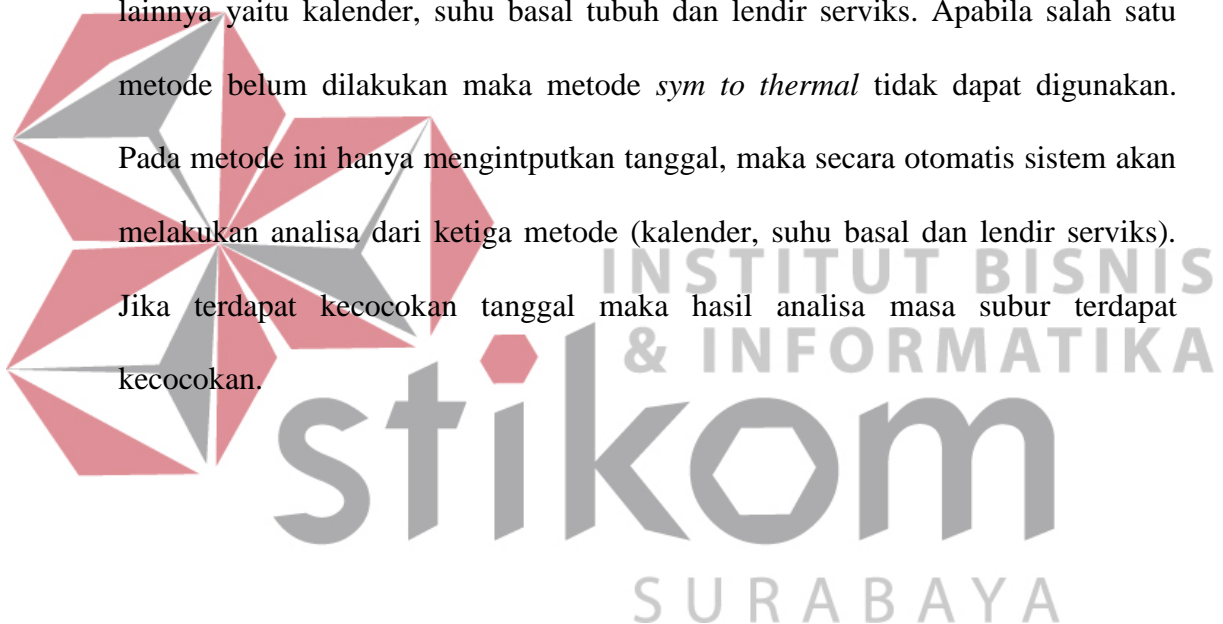 lainnya yaitu kalender, suhu basal tubuh dan lendir serviks. Apabila salah satu
metode belum dilakukan maka metode sym to thermal tidak dapat digunakan.
Pada metode ini hanya mengintputkan tanggal, maka secara otomatis sistem akan
melakukan analisa dari ketiga metode (kalender, suhu basal dan lendir serviks).
Jika terdapat kecocokan tanggal maka hasil analisa masa subur terdapat
kecocokan.
INSTITUT BISNIS
& INFORMATIKA
stikom
SURABAYA